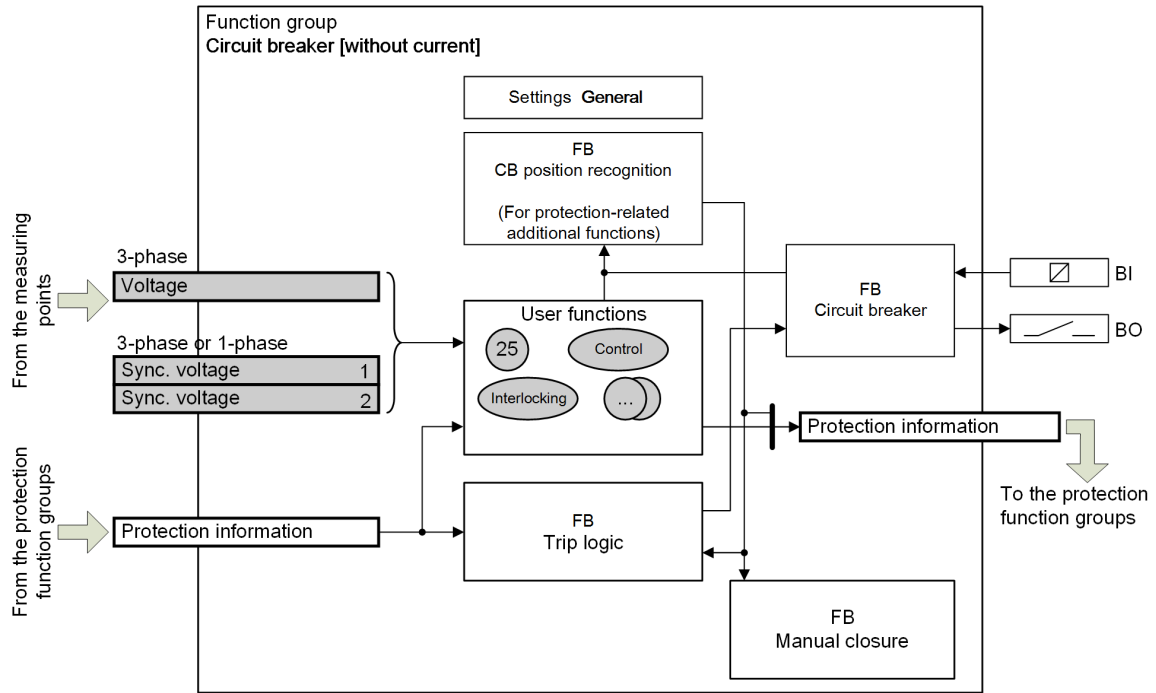 Function group
Circuit breaker [without current]
Settings General
FB
CB position recognition
(For protection-related
additional functions)
From the measuring
points
3-phase
Voltage
3-phase or 1-phase
Sync. voltage 1
Sync. voltage 2
User functions
25
Control
Interlocking
...
FB
Circuit breaker
BI
BO
Protection information
To the protection
function groups
From the protection
function groups
Protection information
FB
Trip logic
FB
Manual closure